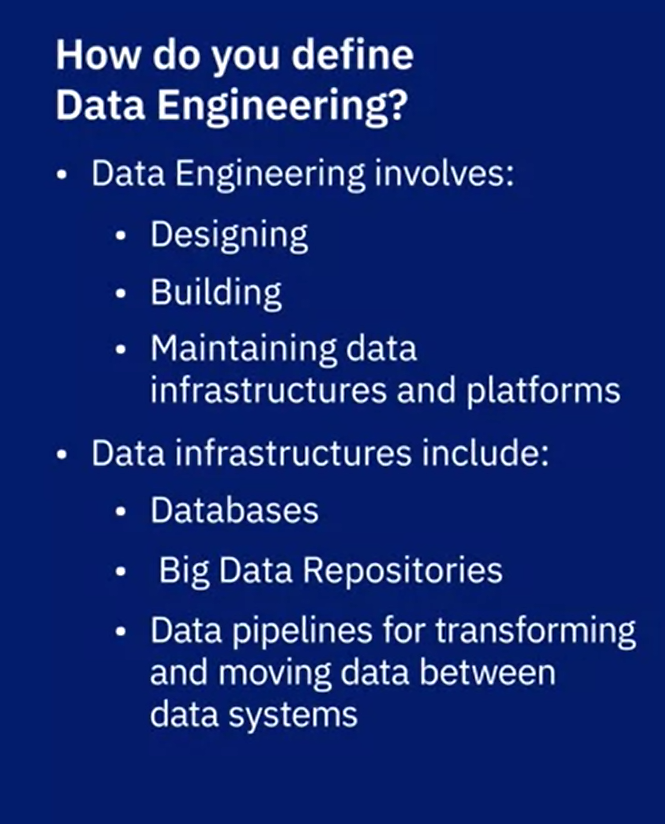 How do you define
Data Engineering?
• Data Engineering involves:
• Designing
• Building
• Maintaining data
infrastructures and platforms
• Data infrastructures include:
• Databases
• Big Data Repositories
• Data pipelines for transforming
and moving data between
data systems